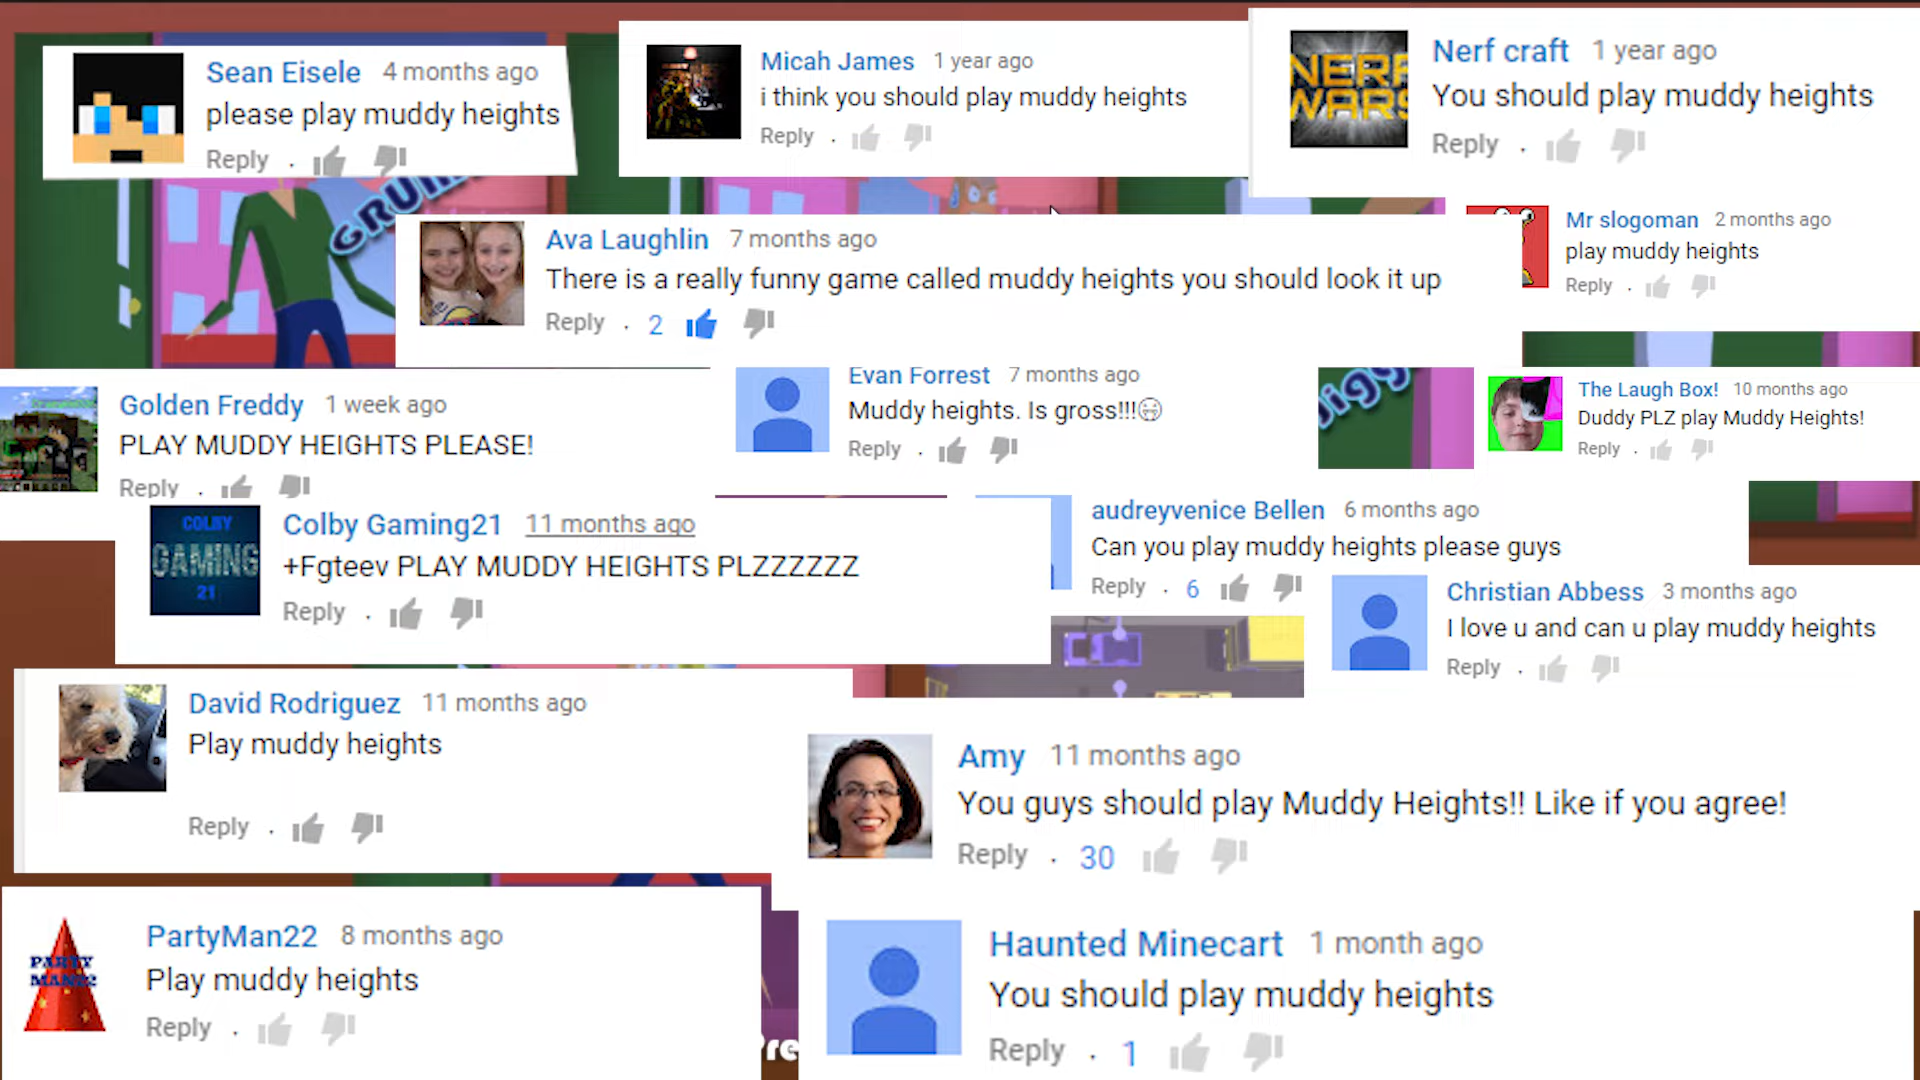 Sean Eisele 4 months ago
please play muddy heights
Reply .
Micah James 1 year ago
i think you should play muddy heights
Reply .
NERF
WARS
Nerf craft 1 year ago
You should play muddy heights
Reply .
GRUM
Ava Laughlin 7 months ago
There is a really funny game called muddy heights you should look it up
Reply . 2
Mr slogoman 2 months ago
play muddy heights
Reply .
Golden Freddy 1 week ago
PLAY MUDDY HEIGHTS PLEASE!
Reply .
Evan Forrest 7 months ago
Muddy heights. Is gross!!!😁
Reply .
The Laugh Box! 10 months ago
Duddy PLZ play Muddy Heights!
Reply .
COLBY
GAMING
21
Colby Gaming21 11 months ago
+Fgteev PLAY MUDDY HEIGHTS PLZZZZZZ
Reply .
audreyvenice Bellen 6 months ago
Can you play muddy heights please guys
Reply . 6
Christian Abbess 3 months ago
I love u and can u play muddy heights
Reply .
David Rodriguez 11 months ago
Play muddy heights
Reply .
Amy 11 months ago
You guys should play Muddy Heights!! Like if you agree!
Reply . 30
PARTY
MAN22
PartyMan22 8 months ago
Play muddy heights
Reply .
Haunted Minecart 1 month ago
You should play muddy heights
Reply . 1
Pre